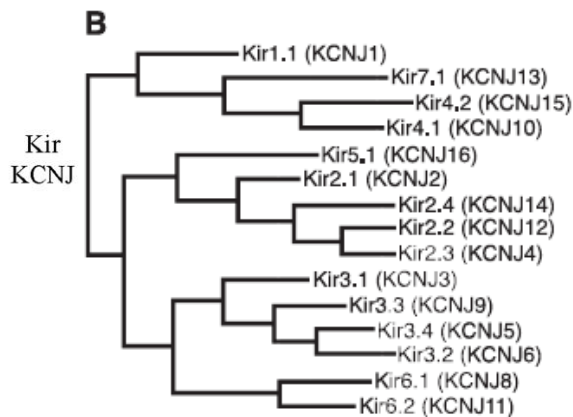 B
Kir1.1 (KCNJ1)
Kir7.1 (KCNJ13)
Kir4.2 (KCNJ15)
Kir4.1 (KCNJ10)
Kir
KCNJ
Kir5.1 (KCNJ16)
Kir2.1 (KCNJ2)
Kir2.4 (KCNJ14)
Kir2.2 (KCNJ12)
Kir2.3 (KCNJ4)
Kir3.1 (KCNJ3)
Kir3.3 (KCNJ9)
Kir3.4 (KCNJ5)
Kir3.2 (KCNJ6)
Kir6.1 (KCNJ8)
Kir6.2 (KCNJ11)